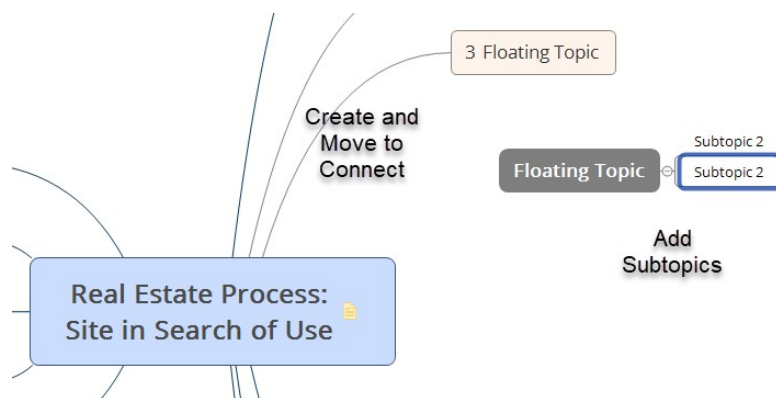 3 Floating Topic
Create and
Move to
Connect
Subtopic 2
Floating Topic
Subtopic 2
Add
Subtopics
Real Estate Process:
Site in Search of Use